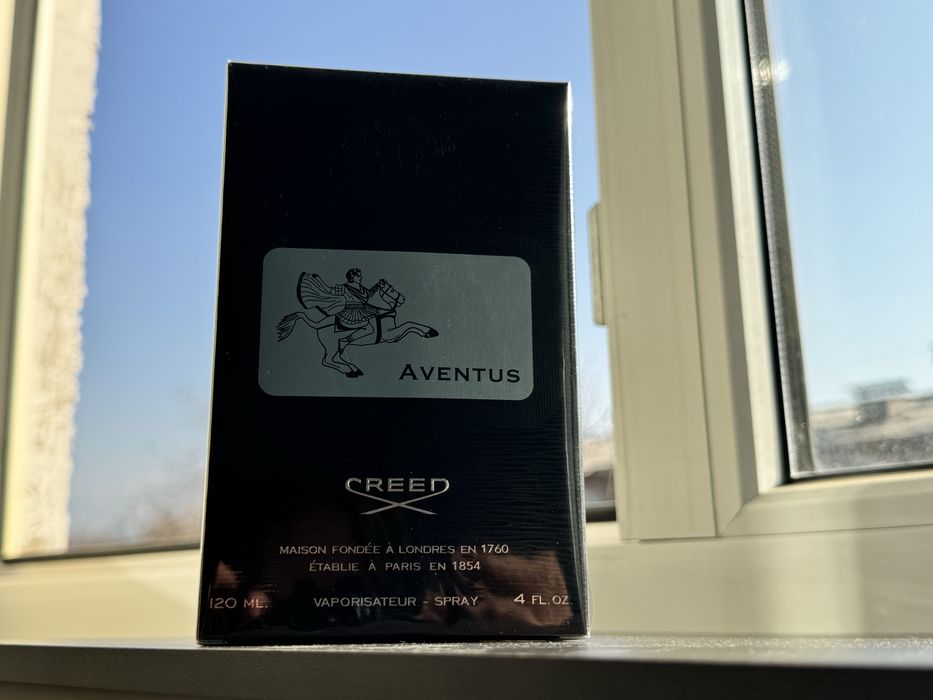 AVENTUS
CREED
MAISON FONDÉE À LONDRES EN 1760
ÉTABLIE À PARIS EN 1854
120 ML. VAPORISATEUR - SPRAY 4 FL.OZ.